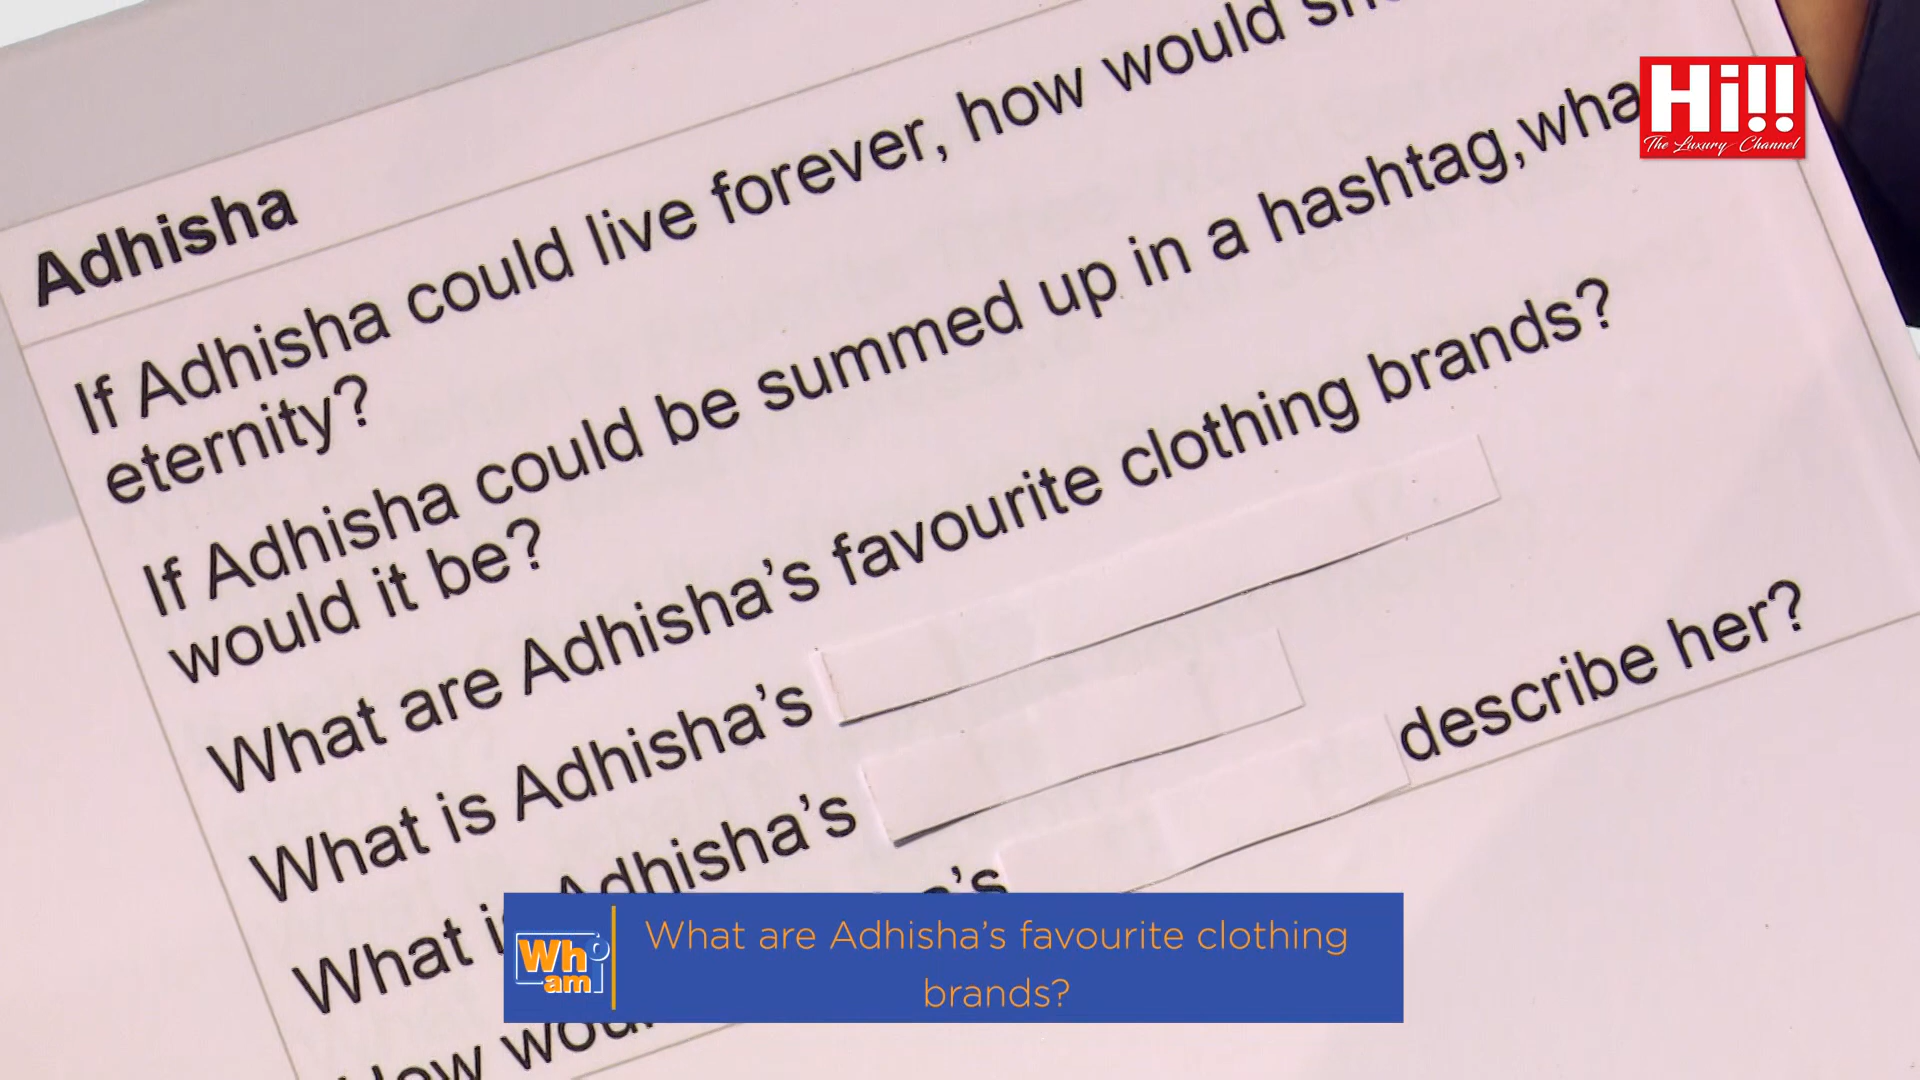 Hi!!
The Luxury Channel
Adhisha
If Adhisha could live forever, how would
eternity?
If Adhisha could be summed up in a hashtag,
would it be?
What are Adhisha's favourite clothing brands?
What is Adhisha's
What is Adhisha's
describe her?
Who am I
What are Adhisha's favourite clothing
brands?